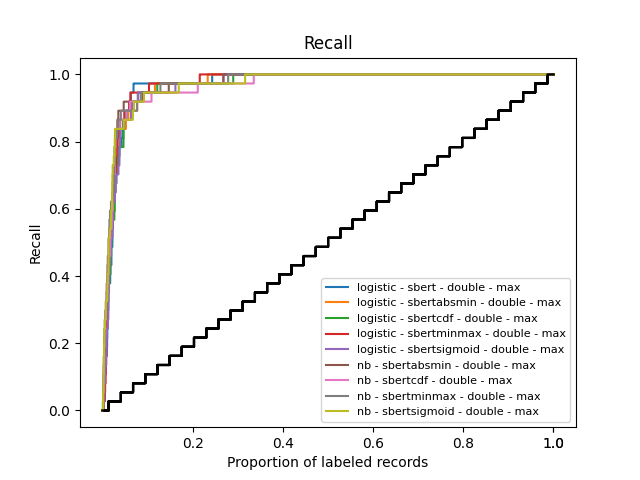 Recall
1.0
0.8
0.6
0.4
0.2
0.0
Recall
logistic - sbert - double - max
logistic - sbertabsmin - double - max
logistic - sbertcdf - double - max
logistic - sbertminmax - double - max
logistic - sbertsigmoid - double - max
nb - sbertabsmin - double - max
nb - sbertcdf - double - max
nb - sbertminmax - double - max
nb - sbertsigmoid - double - max
0.2 0.4 0.6 0.8 1.0
Proportion of labeled records